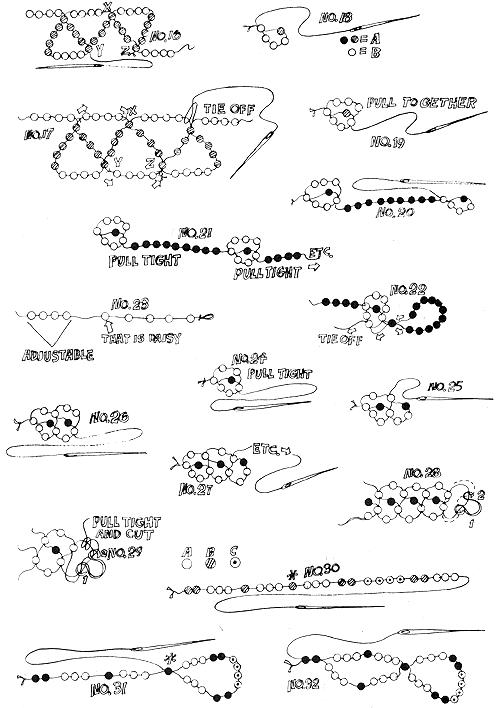 X
NO.16
Y
Z
NO.18
= A
= B
NO.17
X
Y
Z
TIE OFF
PULL TOGETHER
NO.19
NO.20
NO.21
PULL TIGHT
PULL TIGHT
ETC.
NO.23
ADJUSTABLE
THAT IS DAISY
NO.22
TIE OFF
NO.24
PULL TIGHT
NO.25
NO.26
NO.27
ETC.
NO.28
2
1
PULL TIGHT
AND CUT
NO.29
1
A B C
* NO.30
NO.31
*
NO.32